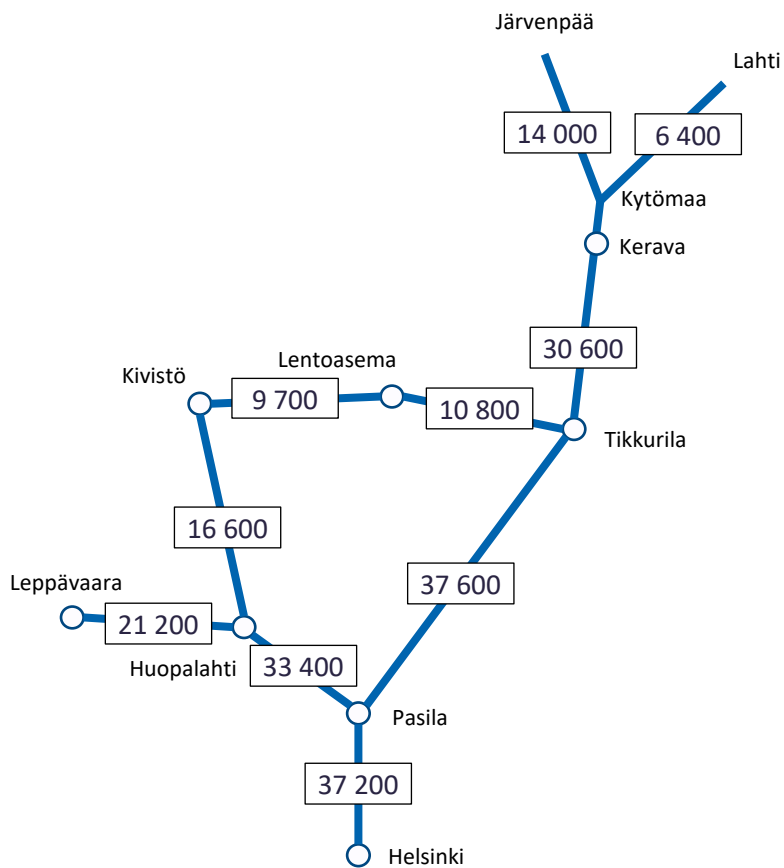 Järvenpää
Lahti
14 000
6 400
Kytömaa
Kerava
30 600
Lentoasema
Kivistö
9 700
10 800
Tikkurila
16 600
37 600
Leppävaara
21 200
Huopalahti
33 400
Pasila
37 200
Helsinki